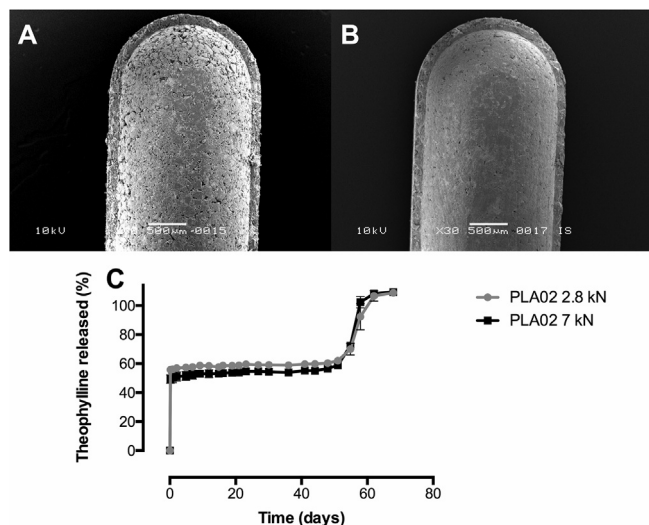 A
B
10kV
500µm
0015
10kV
X30
500µm
0017
IS
C
Theophylline released (%)
100
80
60
40
20
0
0
20
40
60
80
Time (days)
PLA02 2.8 kN
PLA02 7 kN